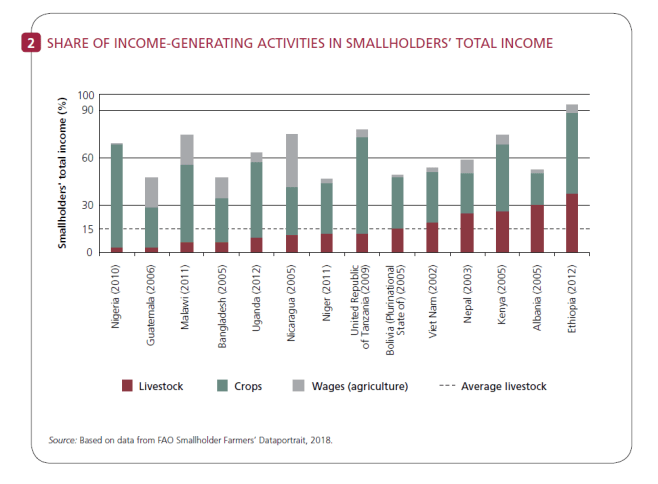 2 SHARE OF INCOME-GENERATING ACTIVITIES IN SMALLHOLDERS' TOTAL INCOME
Smallholders' total income (%)
100
90
60
30
15
0
Nigeria (2010)
Guatemala (2006)
Malawi (2011)
Bangladesh (2005)
Uganda (2012)
Nicaragua (2005)
Niger (2011)
United Republic
of Tanzania (2009)
Bolivia (Plurinational
State of) (2005)
Viet Nam (2002)
Nepal (2003)
Kenya (2005)
Albania (2005)
Ethiopia (2012)
Livestock
Crops
Wages (agriculture)
Average livestock
Source: Based on data from FAO Smallholder Farmers' Dataportrait, 2018.